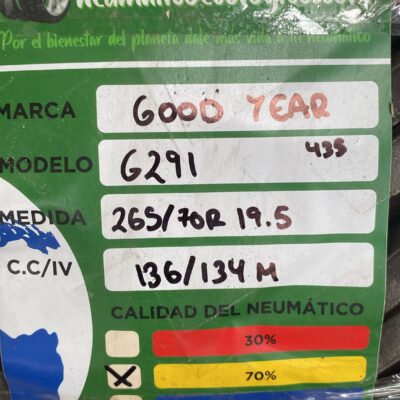 Por el bienestar del planeta dale más vida a tu neumático
MARCA GOOD YEAR
MODELO G291 435
MEDIDA 265/70R 19.5
C.C/IV 136/134 M
CALIDAD DEL NEUMÁTICO
30%
X 70%